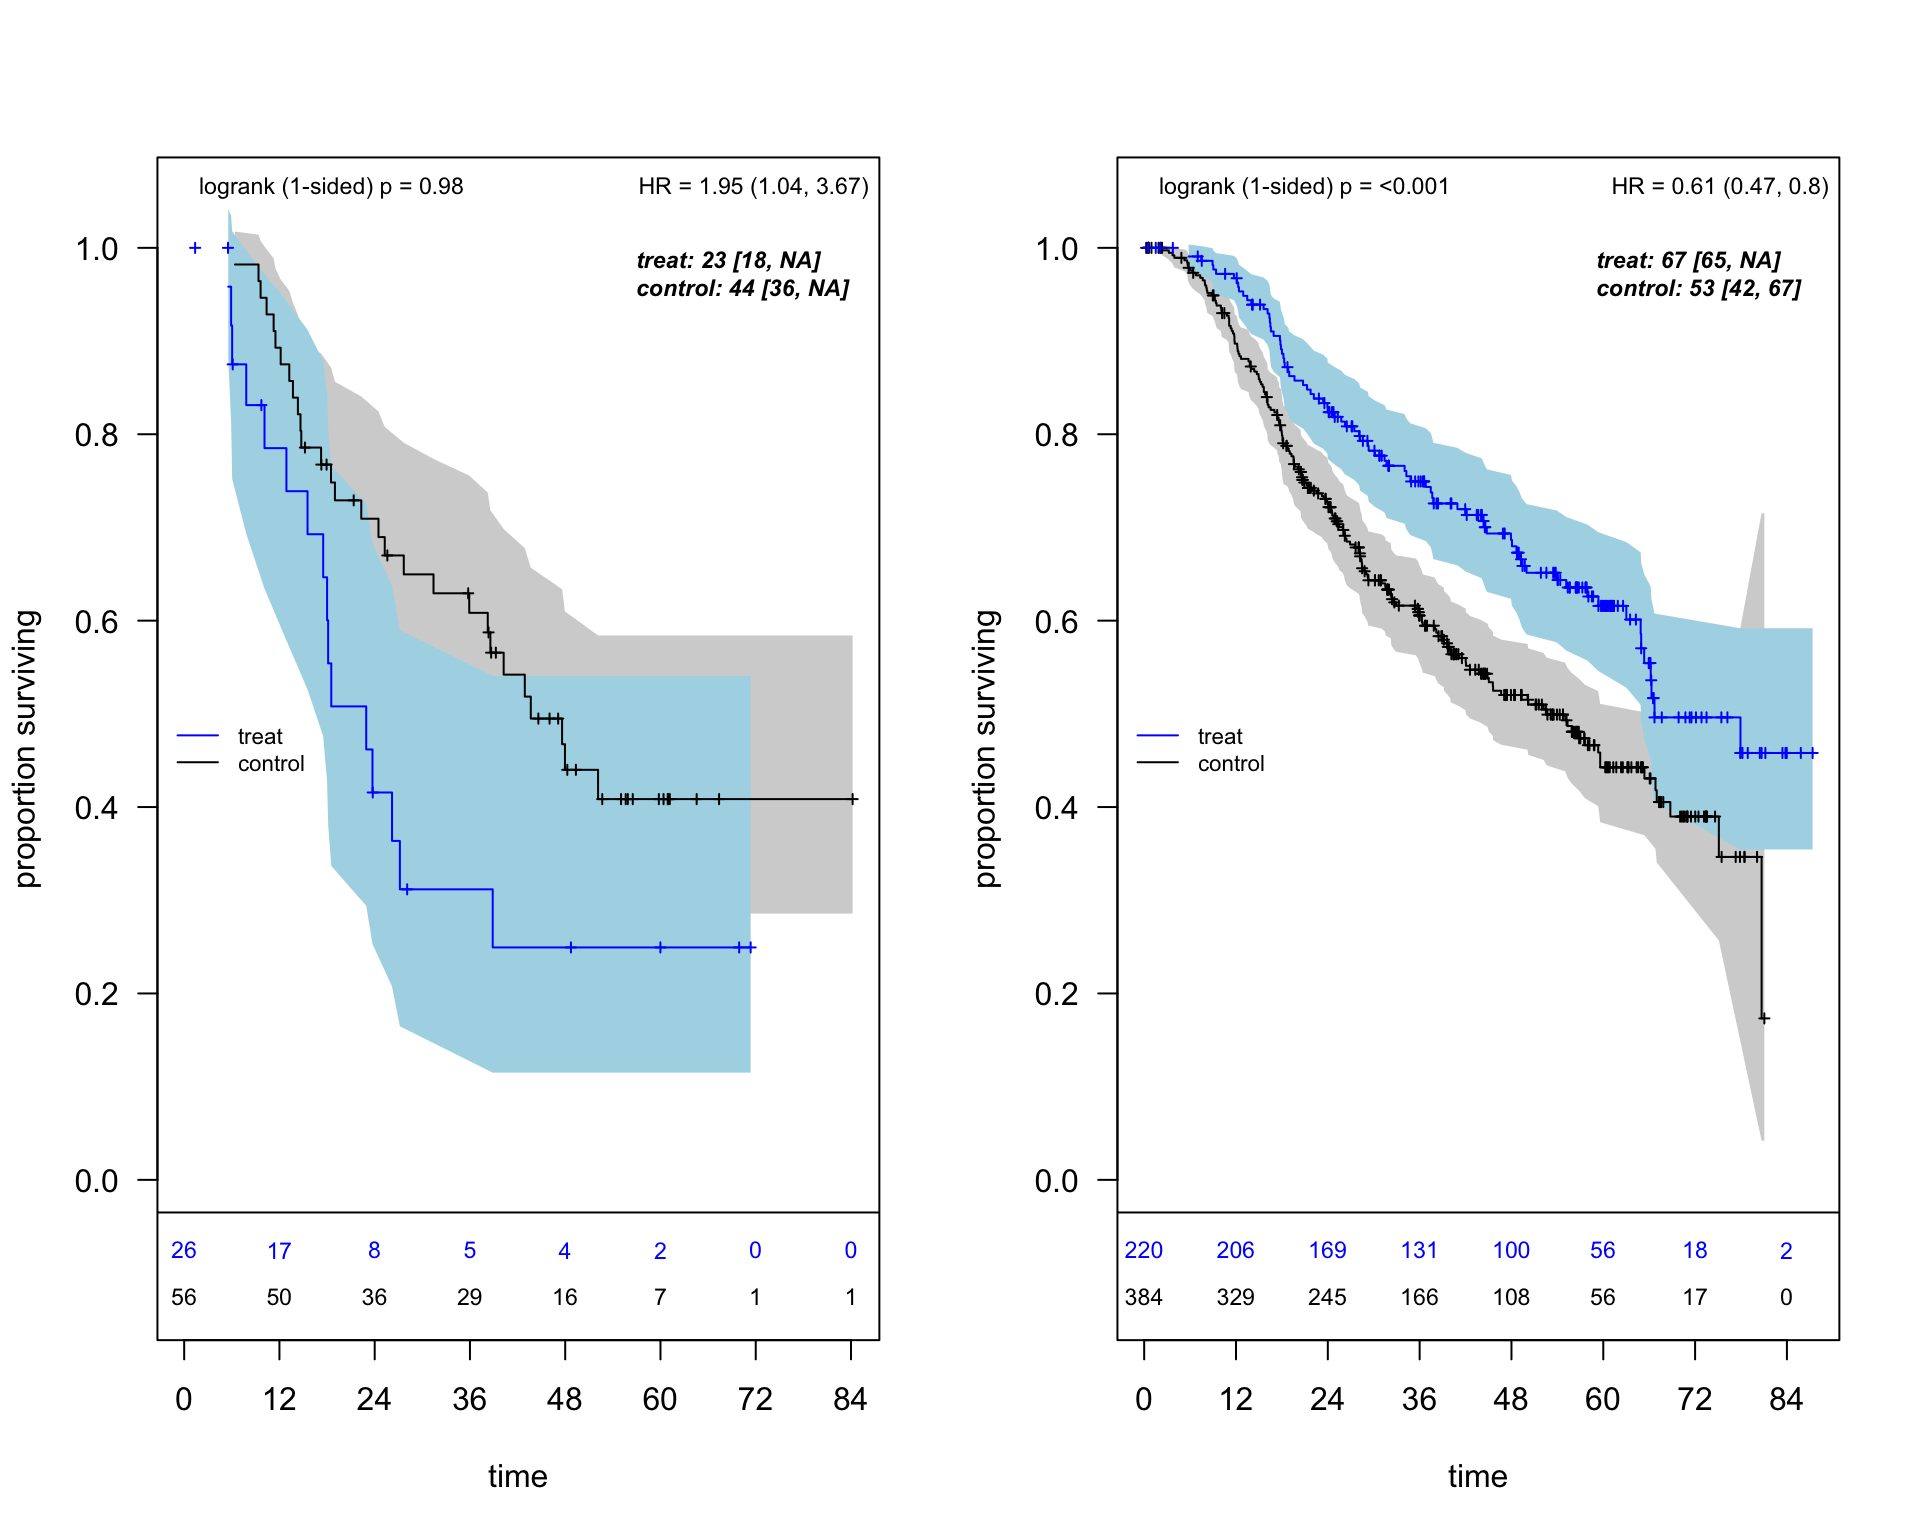 logrank (1-sided) p = 0.98
HR = 1.95 (1.04, 3.67)
treat: 23 [18, NA]
control: 44 [36, NA]
1.0
0.8
0.6
0.4
0.2
0.0
proportion surviving
treat
control
26 17 8 5 4 2 0 0
56 50 36 29 16 7 1 1
0 12 24 36 48 60 72 84
time
logrank (1-sided) p = <0.001
HR = 0.61 (0.47, 0.8)
treat: 67 [65, NA]
control: 53 [42, 67]
1.0
0.8
0.6
0.4
0.2
0.0
proportion surviving
treat
control
220 206 169 131 100 56 18 2
384 329 245 166 108 56 17 0
0 12 24 36 48 60 72 84
time